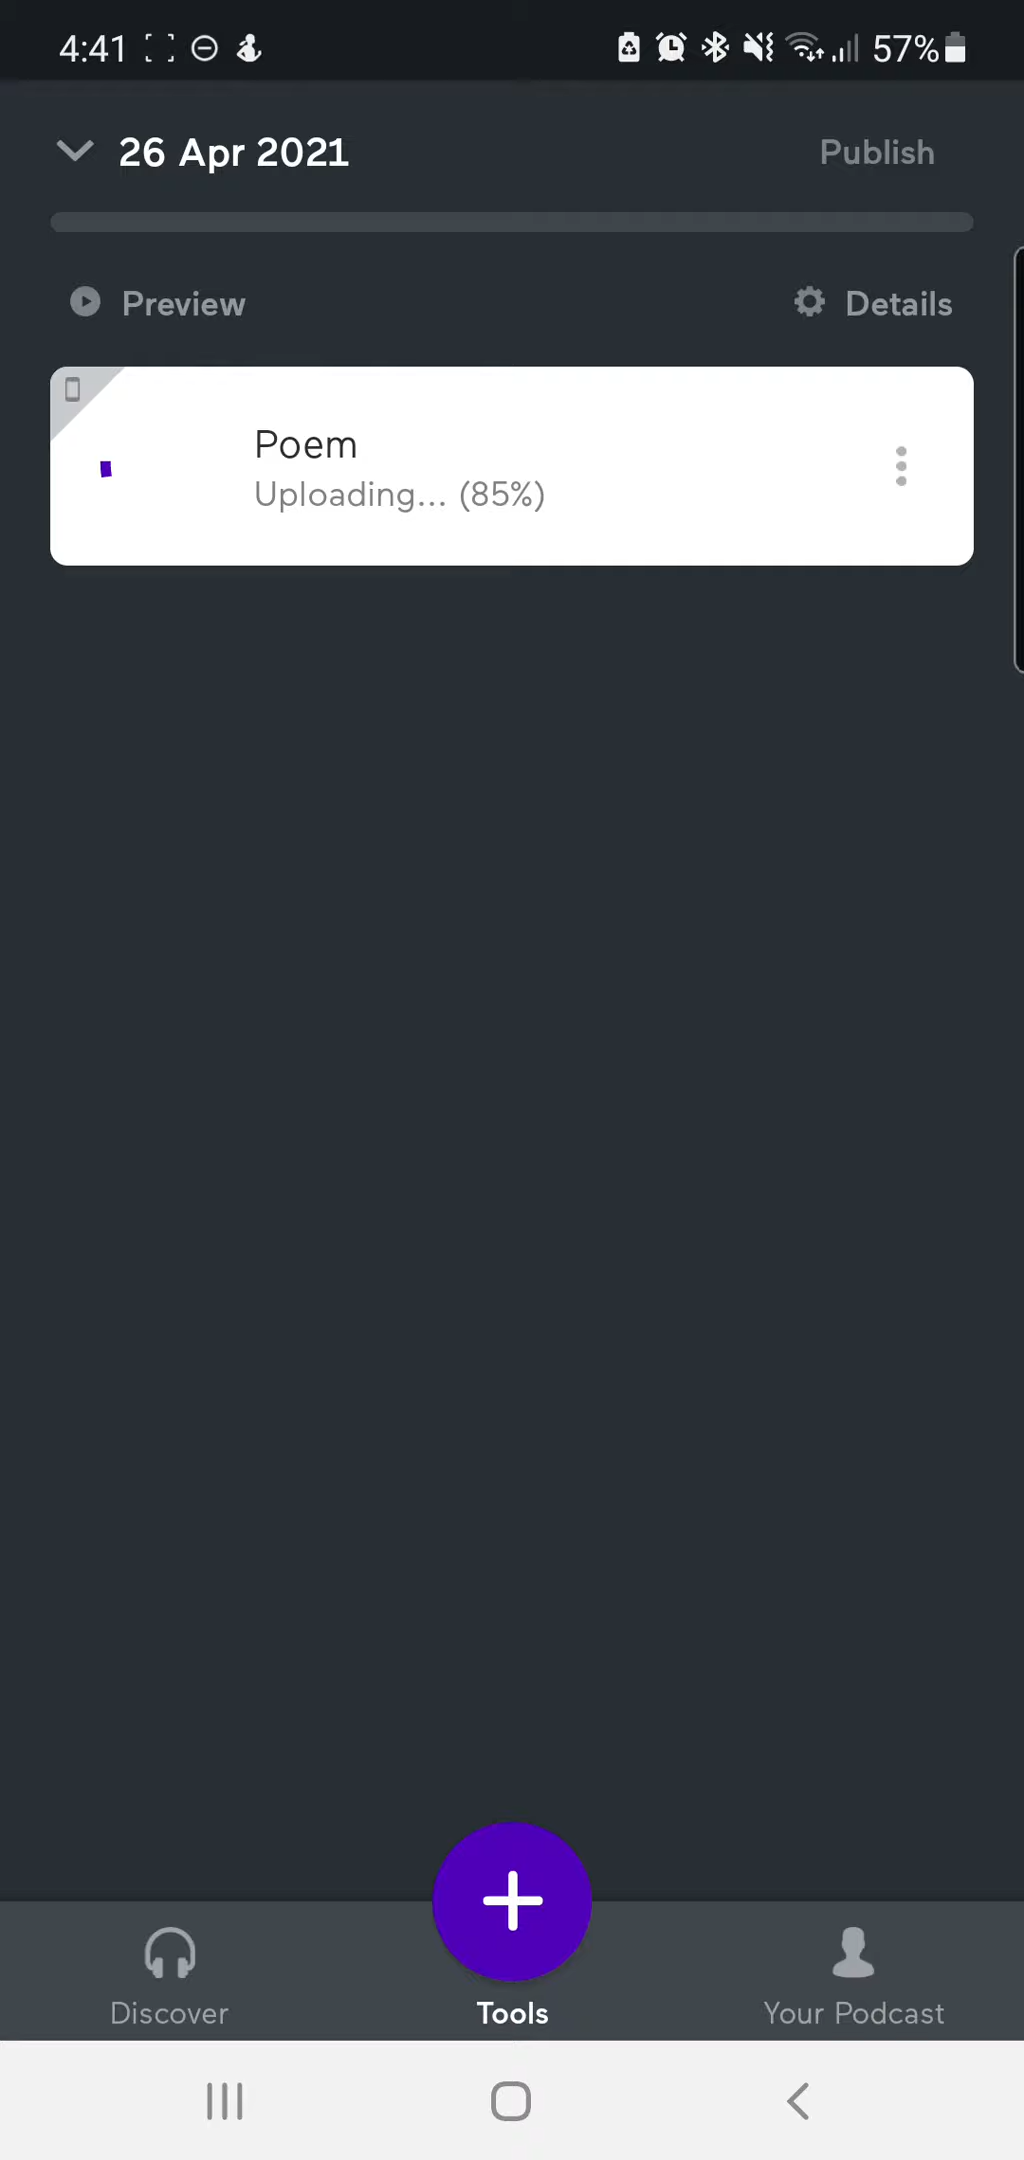 4:41 57%
26 Apr 2021 Publish
Preview Details
Poem
Uploading... (85%)
Discover Tools Your Podcast